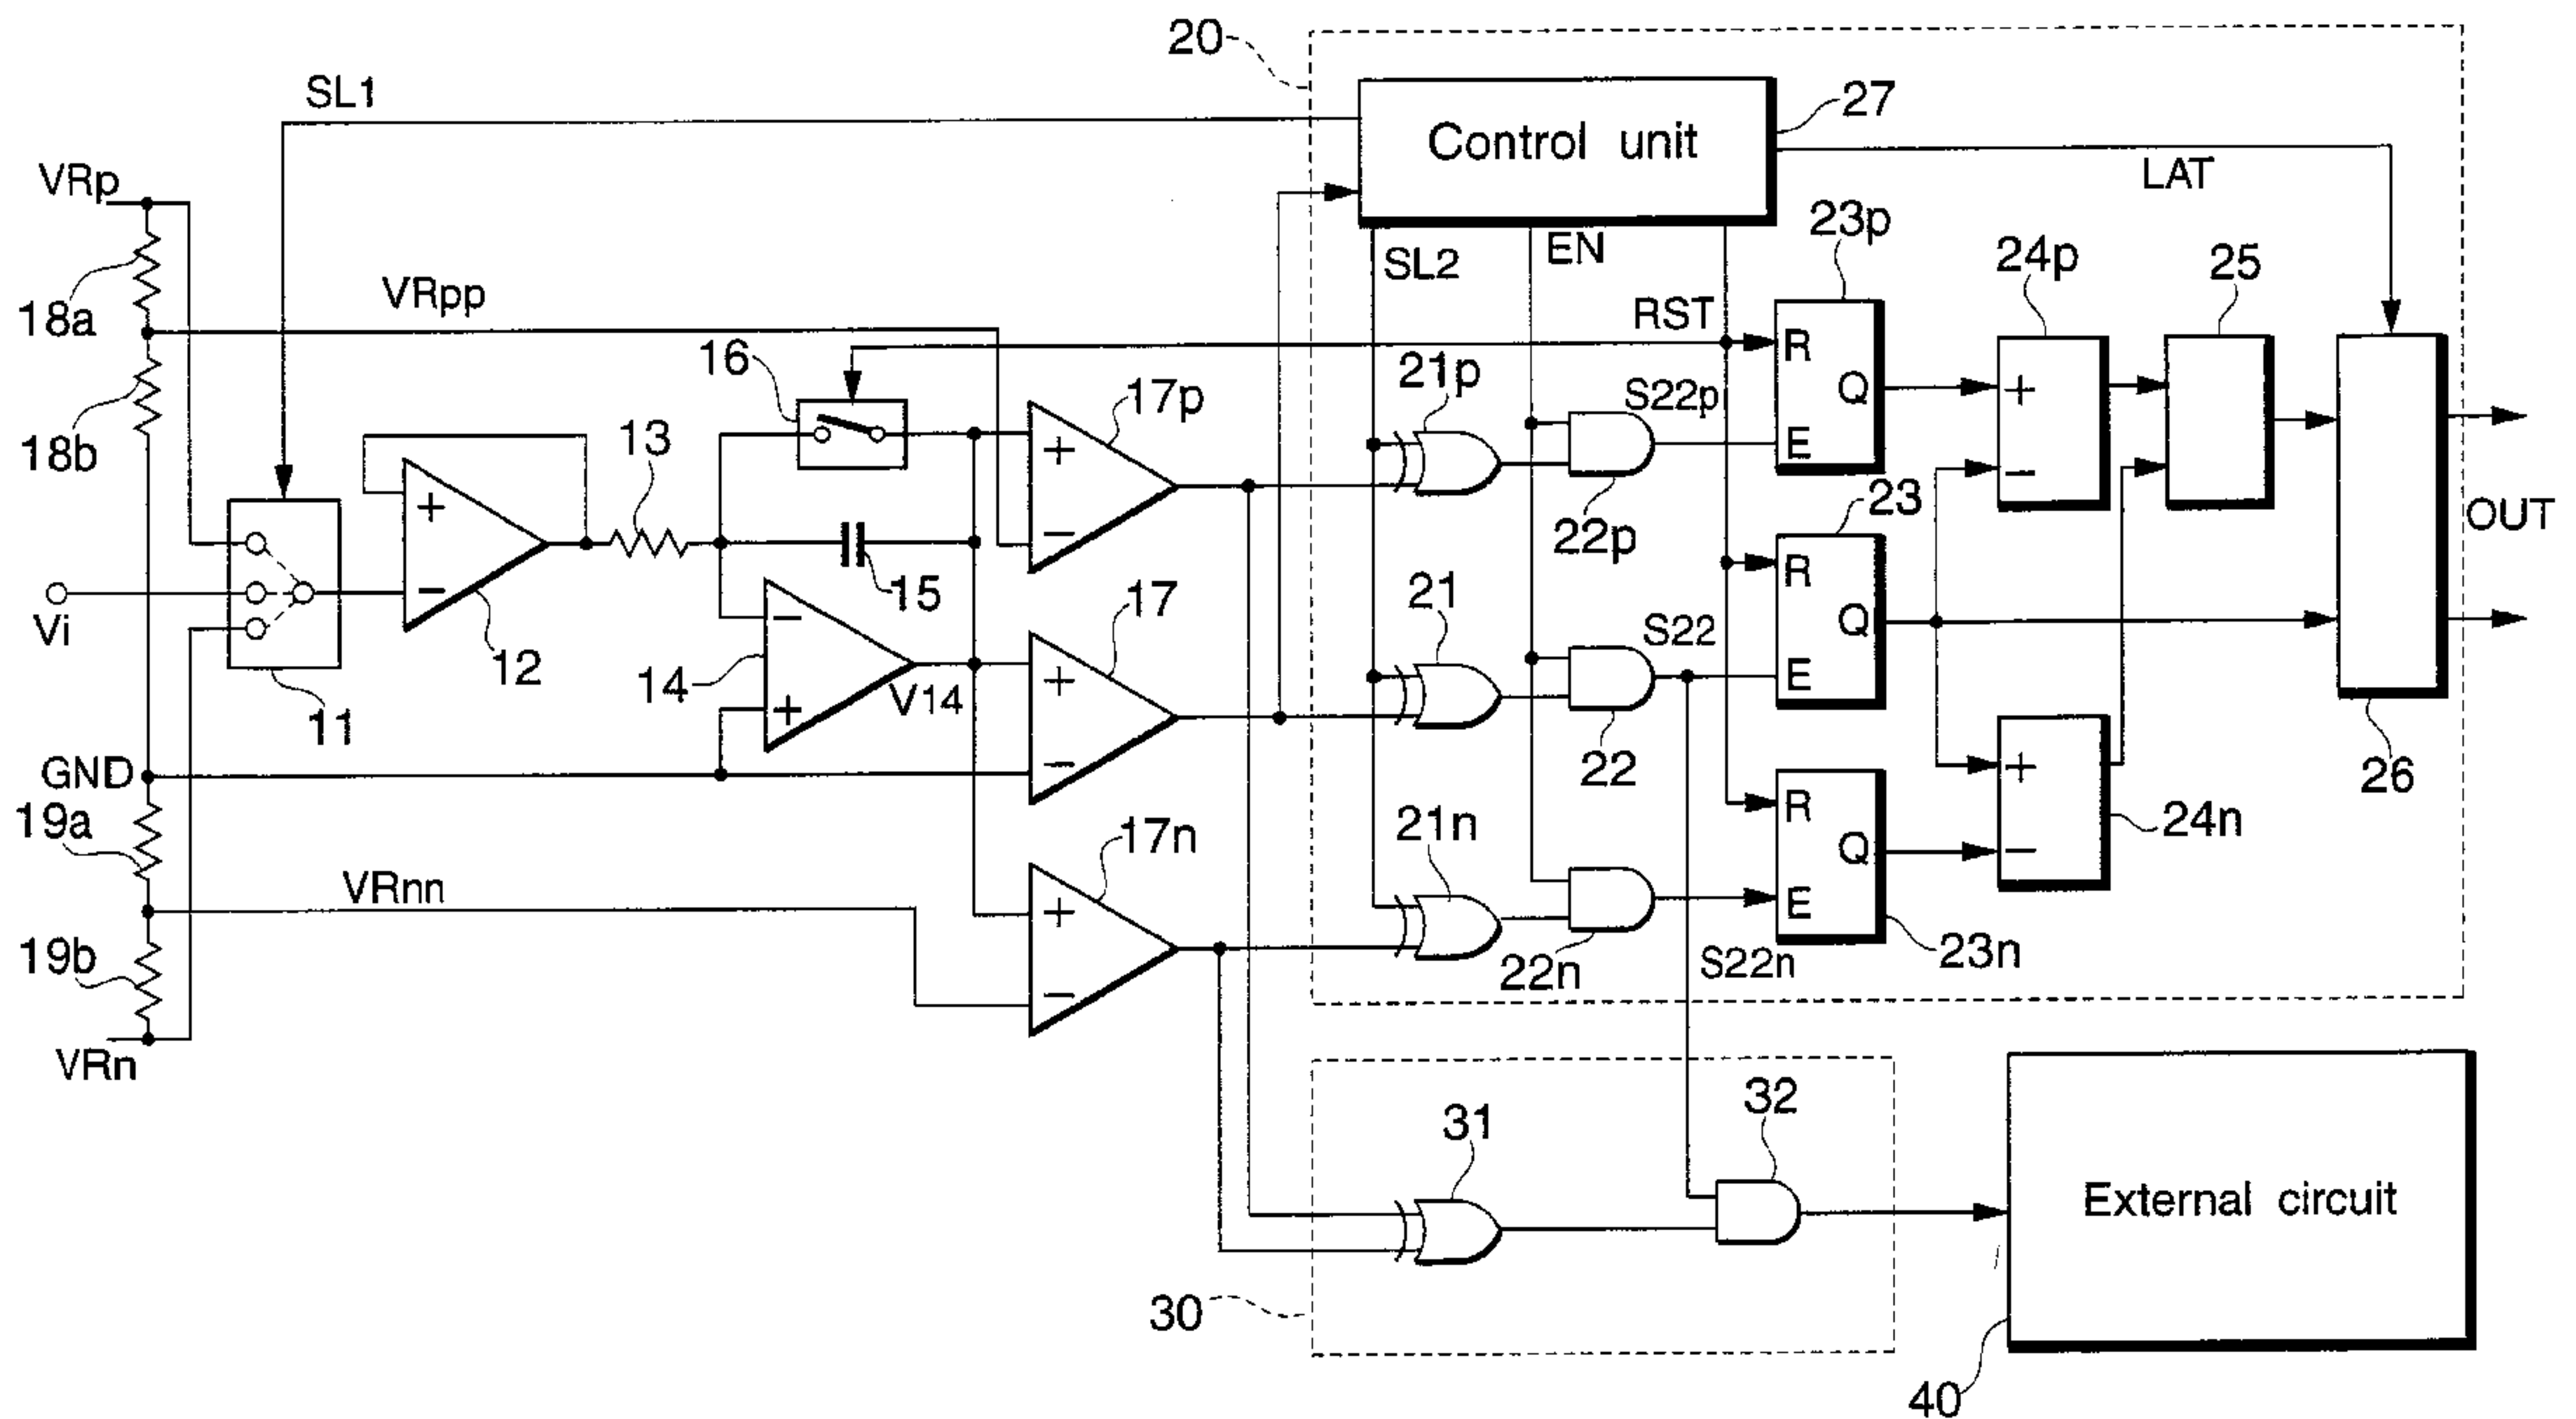 20
SL1
27
Control unit
LAT
VRp
23p
EN
SL2
24p
25
VRpp
18a
RST
R
16
21p
17p
S22p
Q
+
18b
13
+
E
−
+
22p
23
OUT
−
15
R
Vi
−
12
17
21
S22
Q
−
14
+
E
V14
11
+
22
26
GND
−
+
19a
R
24n
21n
17n
Q
−
VRnn
+
E
19b
22n
S22n
23n
−
VRn
32
31
External circuit
30
40